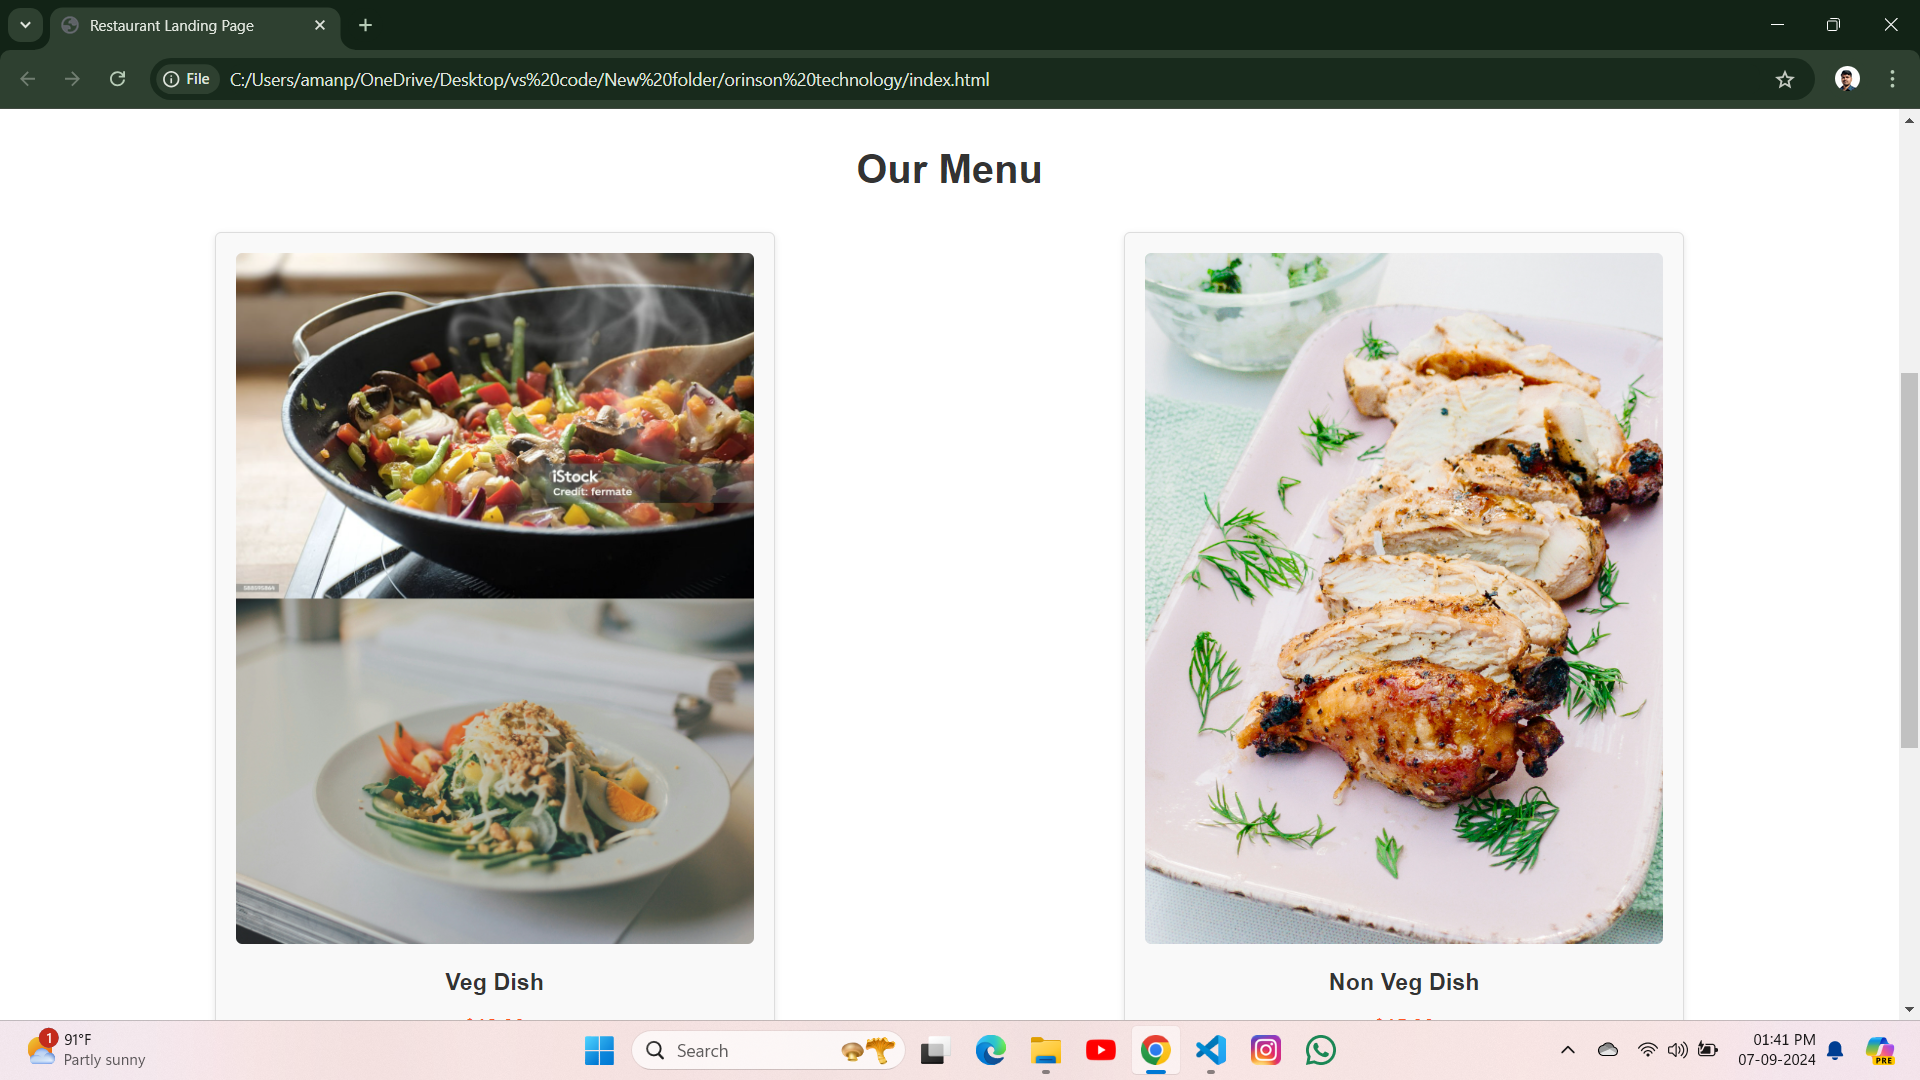 Restaurant Landing Page
File
C:/Users/amanp/OneDrive/Desktop/vs%20code/New%20folder/orinson%20technology/index.html
Our Menu
iStock
Credit: fermate
Veg Dish
Non Veg Dish
1
91°F
Partly sunny
Search
01:41 PM
07-09-2024
PRE